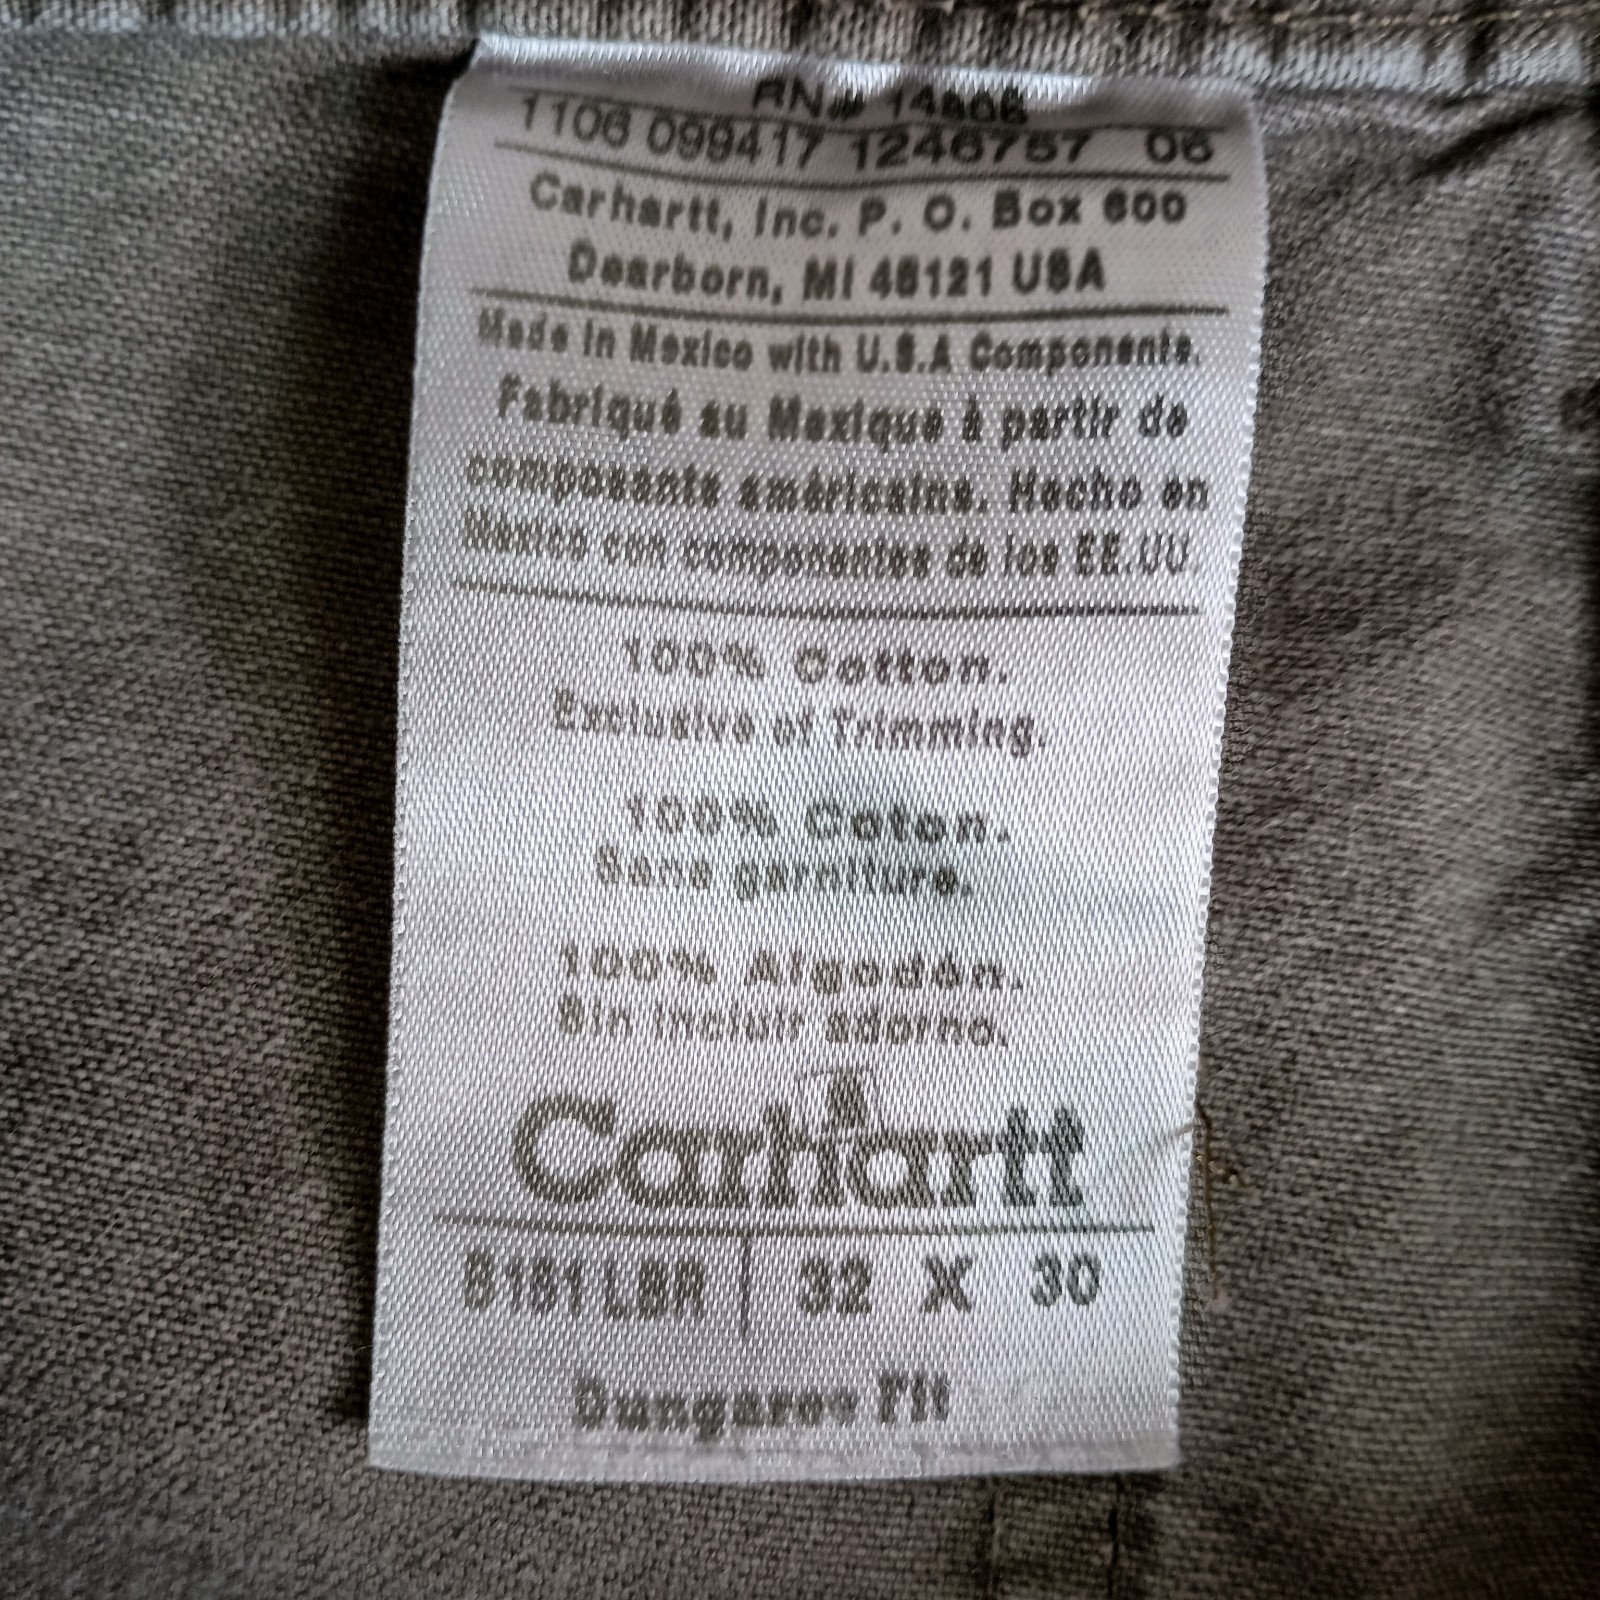 RN# 14806
1106 099417 1246757 06
Carhartt, Inc. P. O. Box 600
Dearborn, MI 48121 USA
Made in Mexico with U.S.A Components.
Fabriqué au Mexique à partir de
composants américains. Hecho en
Mexico con componentes de los EE.UU.
100% Cotton.
Exclusive of Trimming.
100% Coton.
Sans garniture.
100% Algodón.
Sin incluir adorno.
Carhartt
B151 LBR 32 X 30
Dungaree Fit